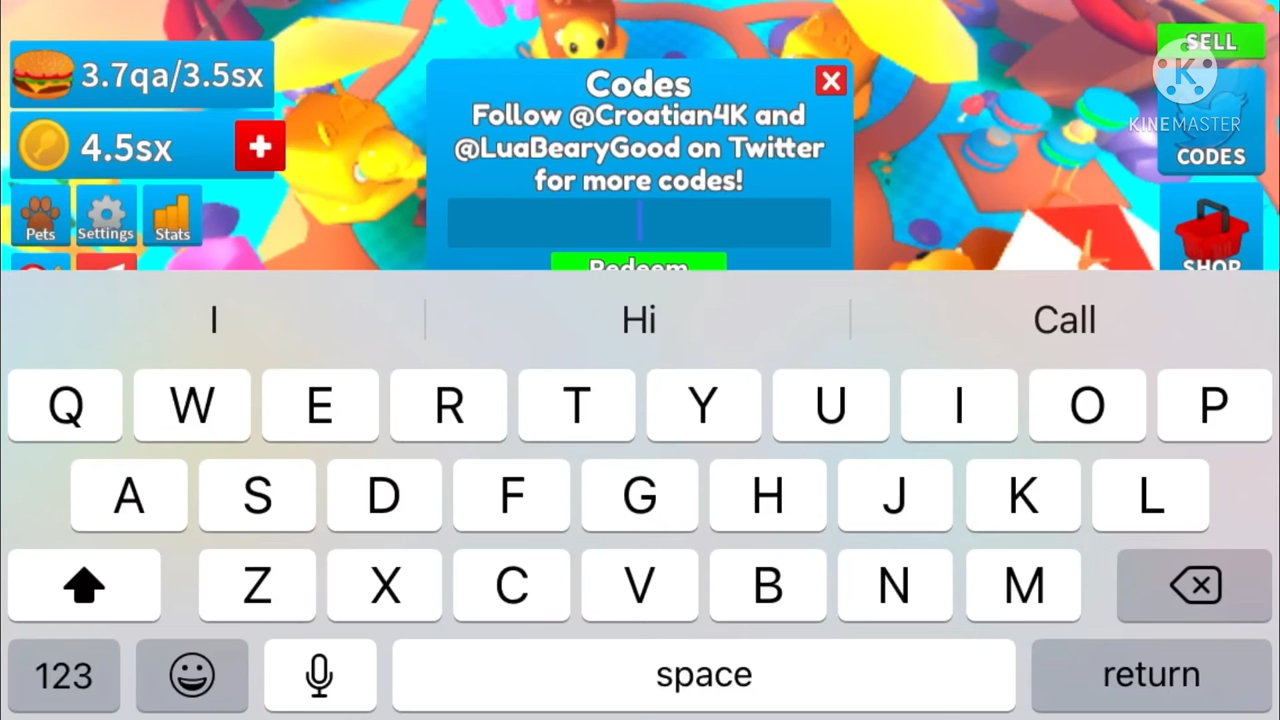 3.7qa/3.5sx
4.5sx
+
Pets
Settings
Stats
Codes
X
Follow @Croatian4K and
@LuaBearyGood on Twitter
for more codes!
Redeem
SELL
K
KINEMASTER
CODES
SHOP
I
Hi
Call
Q W E R T Y U I O P
A S D F G H J K L
Z X C V B N M
123
space
return